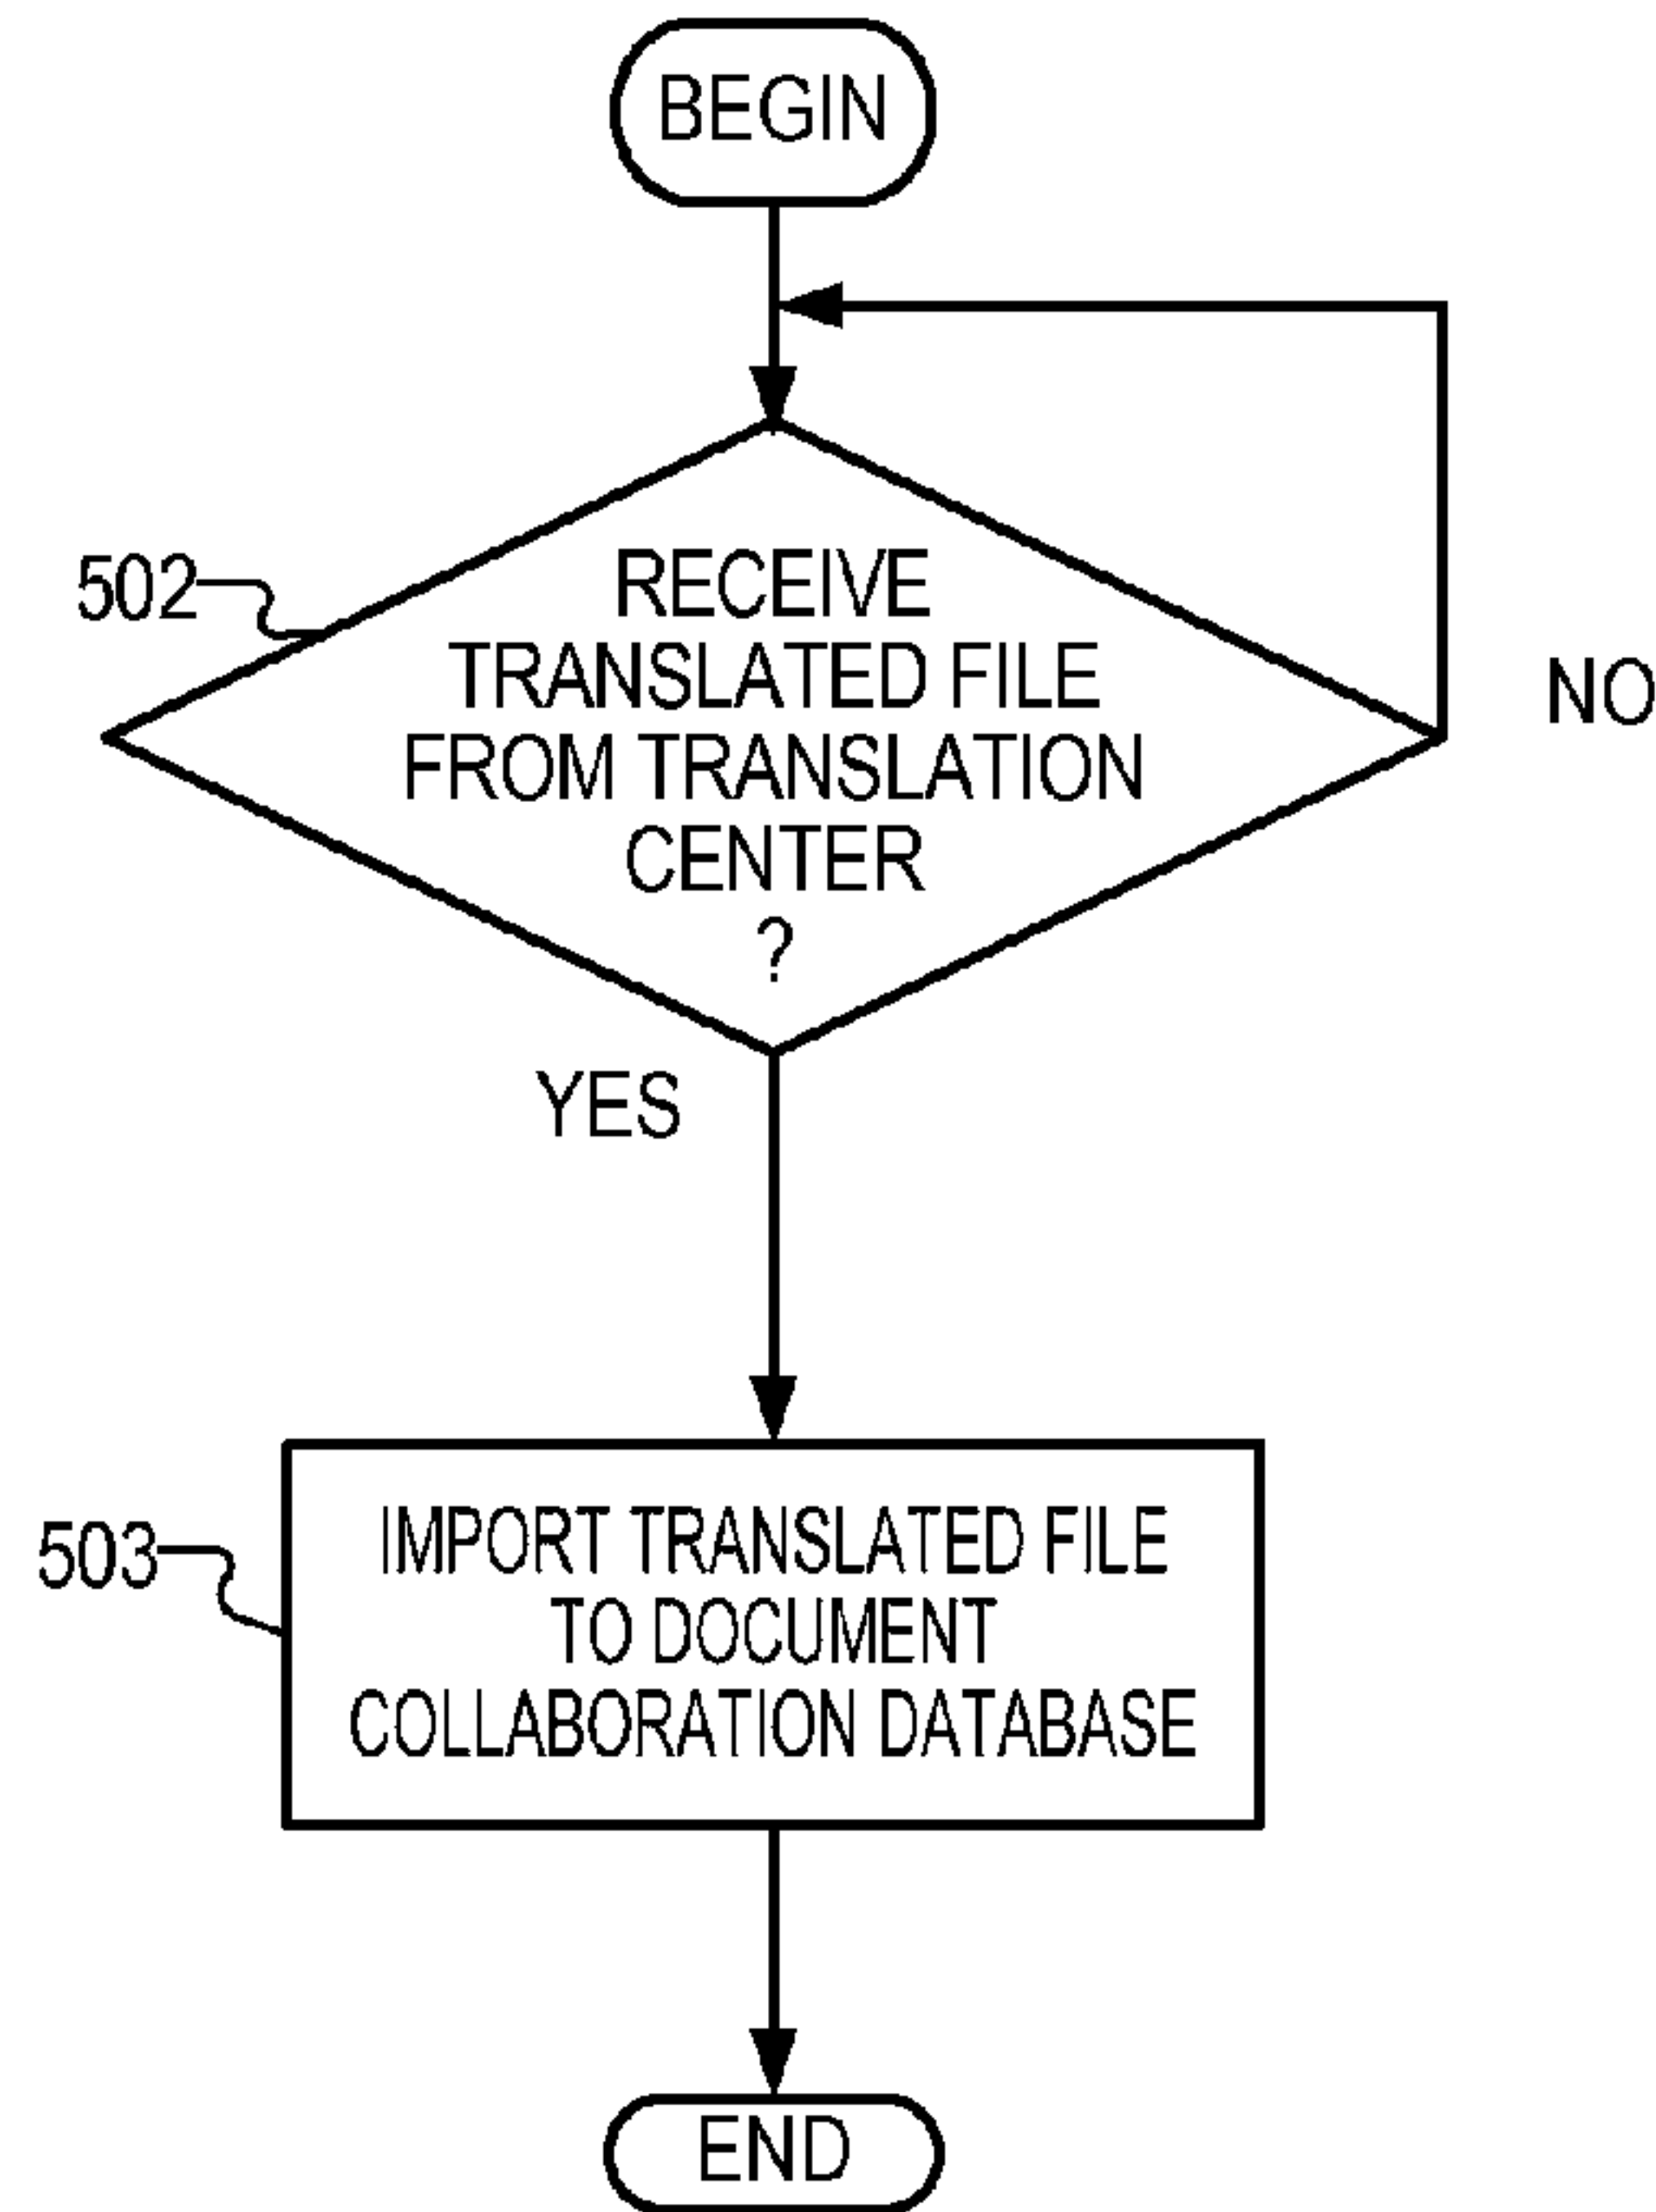 BEGIN
502
RECEIVE
TRANSLATED FILE
FROM TRANSLATION
CENTER
?
NO
YES
503
IMPORT TRANSLATED FILE
TO DOCUMENT
COLLABORATION DATABASE
END